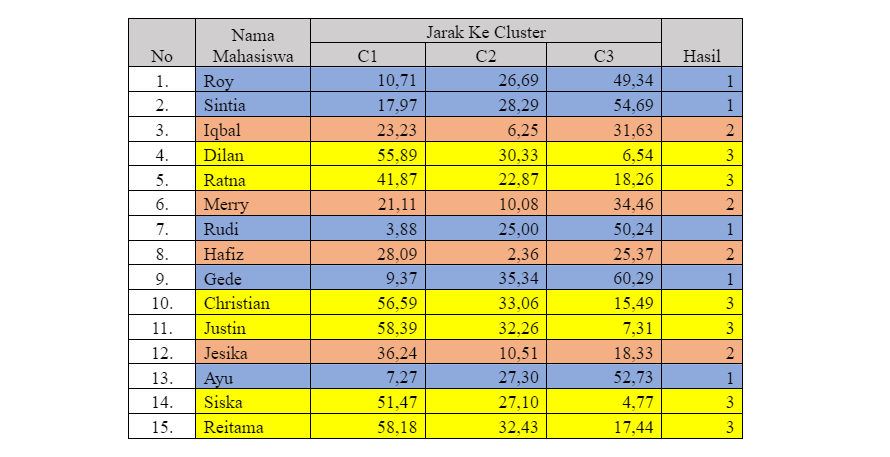 No Nama Mahasiswa Jarak Ke Cluster Hasil
C1 C2 C3
1. Roy 10,71 26,69 49,34 1
2. Sintia 17,97 28,29 54,69 1
3. Iqbal 23,23 6,25 31,63 2
4. Dilan 55,89 30,33 6,54 3
5. Ratna 41,87 22,87 18,26 3
6. Merry 21,11 10,08 34,46 2
7. Rudi 3,88 25,00 50,24 1
8. Hafiz 28,09 2,36 25,37 2
9. Gede 9,37 35,34 60,29 1
10. Christian 56,59 33,06 15,49 3
11. Justin 58,39 32,26 7,31 3
12. Jesika 36,24 10,51 18,33 2
13. Ayu 7,27 27,30 52,73 1
14. Siska 51,47 27,10 4,77 3
15. Reitama 58,18 32,43 17,44 3